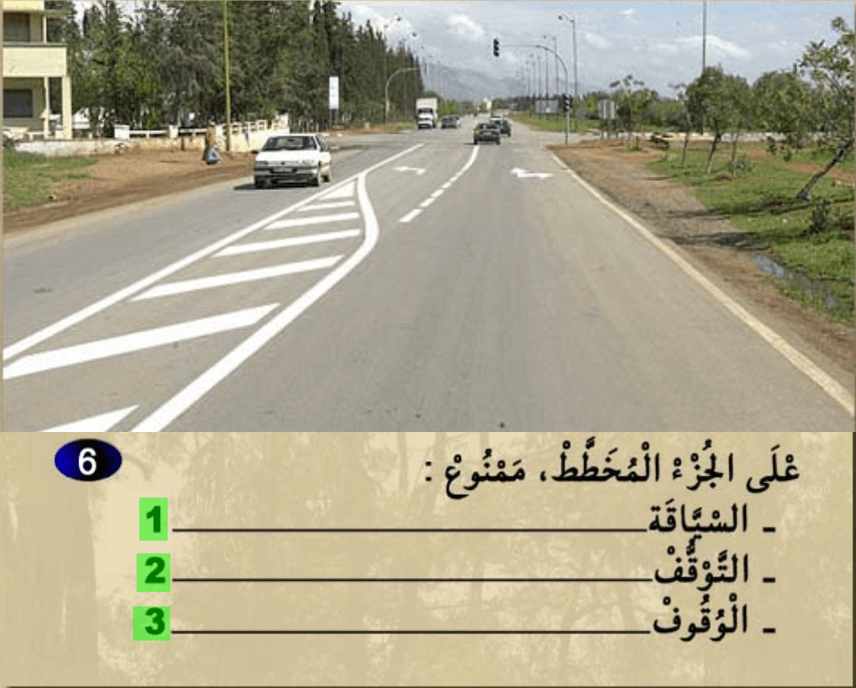 6
عْلَى الجُزْءْ الْمُخَطَّطْ، مَمْنُوعْ :
ـ السْيَّاقَة 1
ـ التَّوْقُّفْ 2
ـ الْوُقُوفْ 3